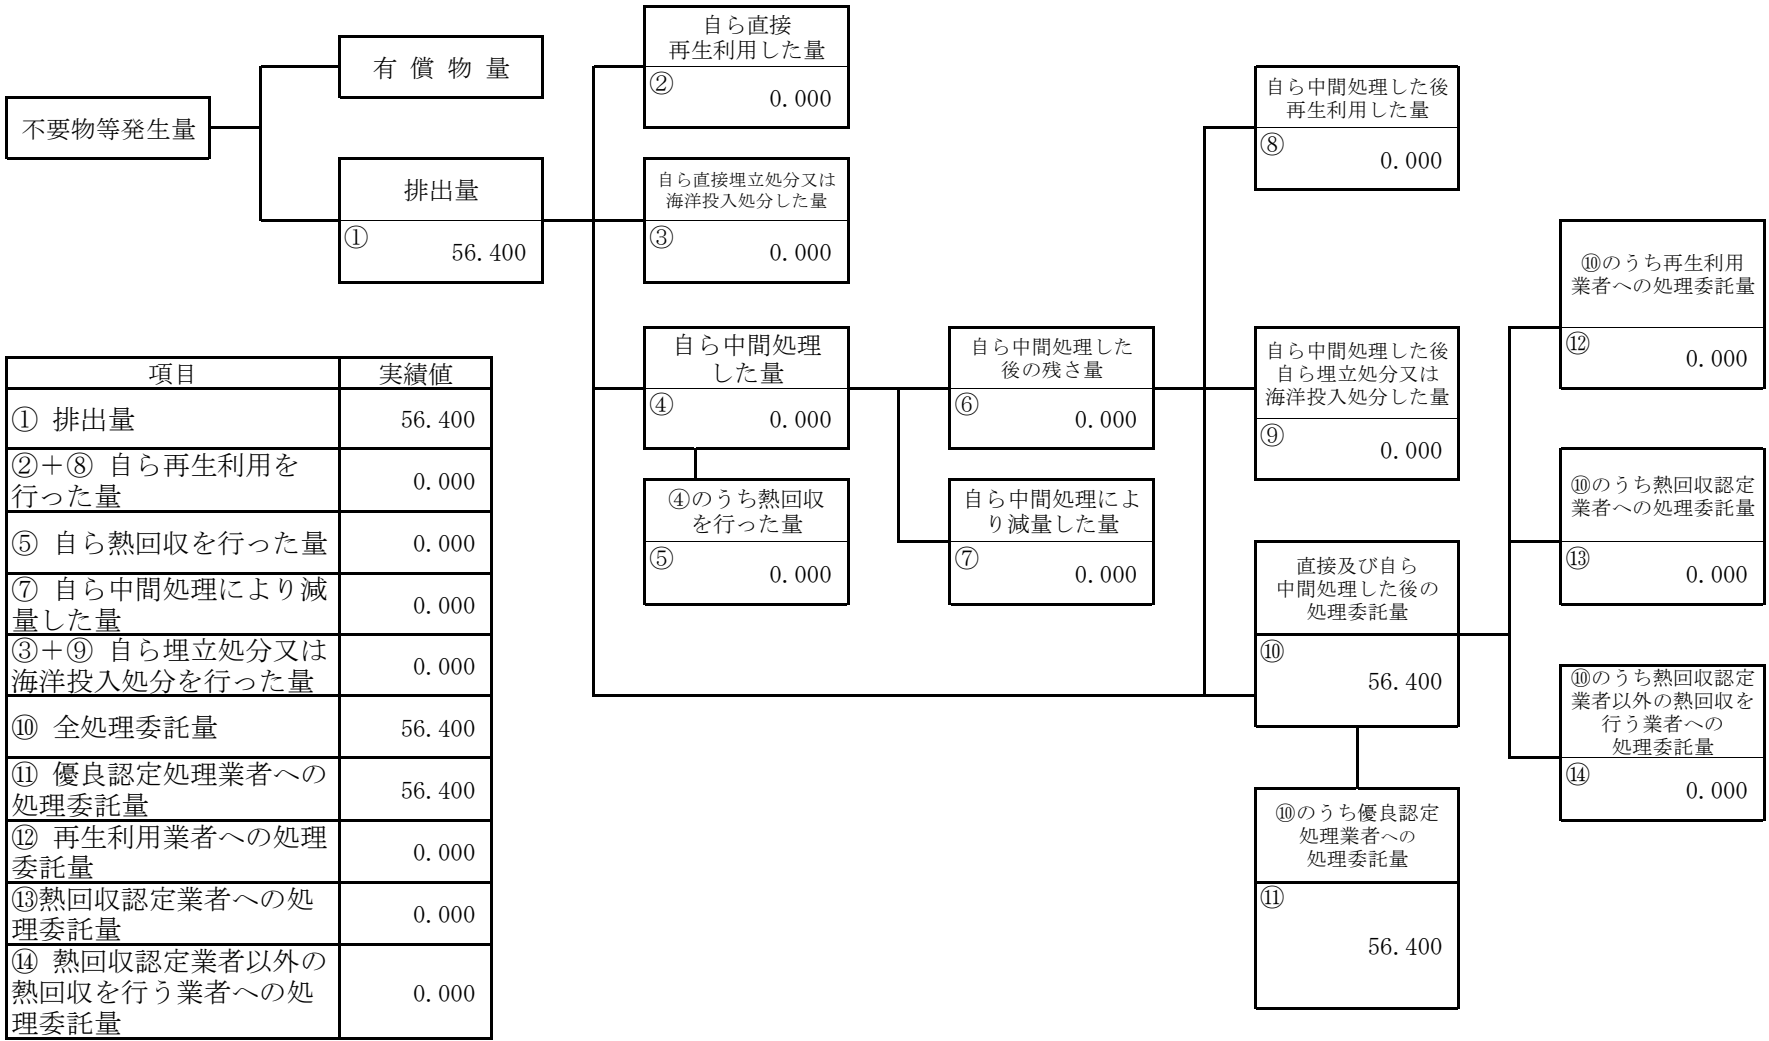 不要物等発生量
有 償 物 量
排出量
①
56.400
自ら直接
再生利用した量
②
0.000
自ら直接埋立処分又は
海洋投入処分した量
③
0.000
自ら中間処理
した量
④
0.000
④のうち熱回収
を行った量
⑤
0.000
自ら中間処理した
後の残さ量
⑥
0.000
自ら中間処理によ
り減量した量
⑦
0.000
自ら中間処理した後
再生利用した量
⑧
0.000
自ら中間処理した後
自ら埋立処分又は
海洋投入処分した量
⑨
0.000
直接及び自ら
中間処理した後の
処理委託量
⑩
56.400
⑩のうち優良認定
処理業者への
処理委託量
⑪
56.400
⑩のうち再生利用
業者への処理委託量
⑫
0.000
⑩のうち熱回収認定
業者への処理委託量
⑬
0.000
⑩のうち熱回収認定
業者以外の熱回収を
行う業者への
処理委託量
⑭
0.000
項目 実績値
① 排出量 56.400
②＋⑧ 自ら再生利用を
行った量 0.000
⑤ 自ら熱回収を行った量 0.000
⑦ 自ら中間処理により減
量した量 0.000
③＋⑨ 自ら埋立処分又は
海洋投入処分を行った量 0.000
⑩ 全処理委託量 56.400
⑪ 優良認定処理業者への
処理委託量 56.400
⑫ 再生利用業者への処理
委託量 0.000
⑬熱回収認定業者への処
理委託量 0.000
⑭ 熱回収認定業者以外の
熱回収を行う業者への処
理委託量 0.000